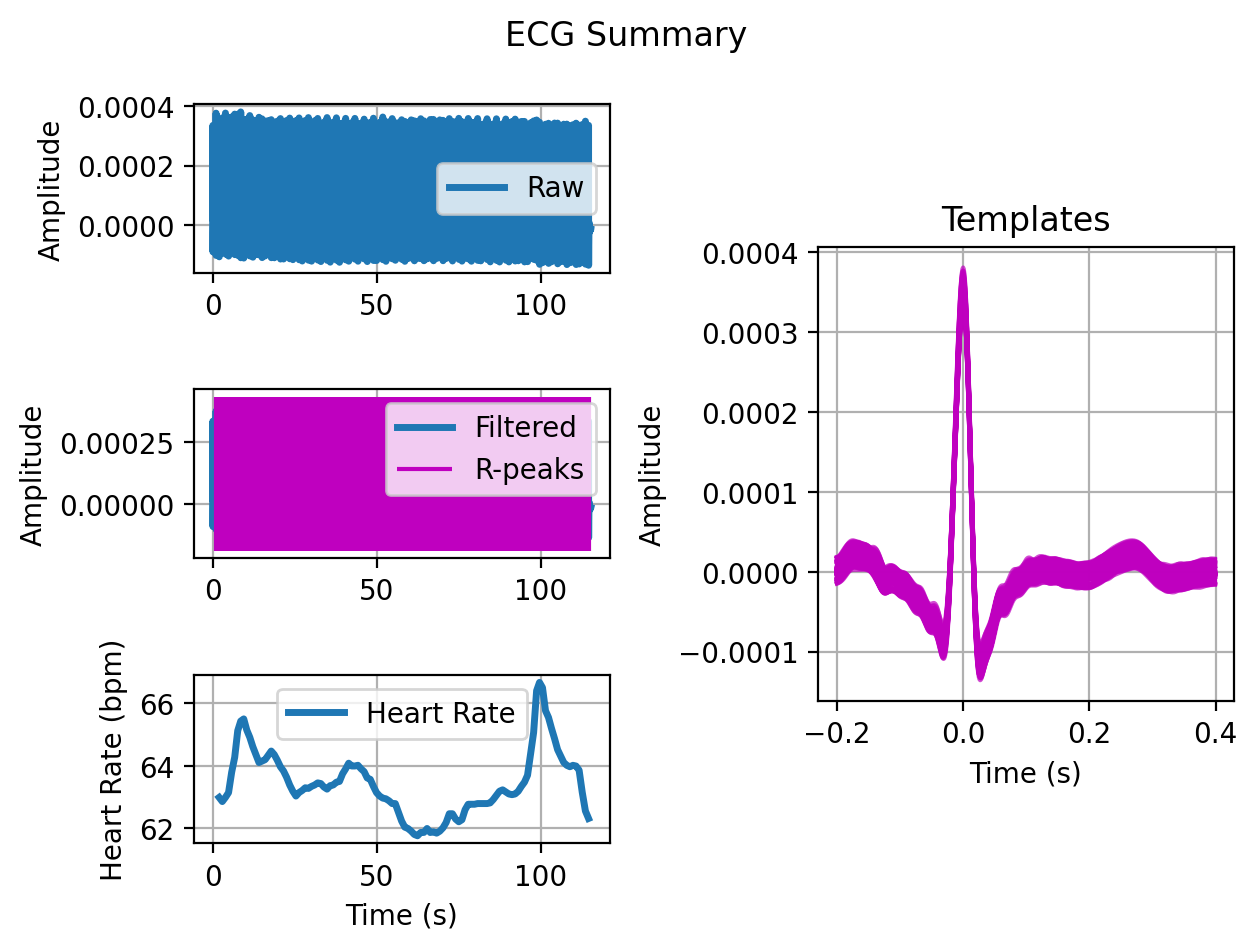 ECG Summary
Amplitude
0.0004
0.0002
0.0000
Raw
0 50 100
Amplitude
0.00025
0.00000
Filtered
R-peaks
0 50 100
Heart Rate (bpm)
66
64
62
Heart Rate
0 50 100
Time (s)
Templates
Amplitude
0.0004
0.0003
0.0002
0.0001
0.0000
−0.0001
−0.2 0.0 0.2 0.4
Time (s)